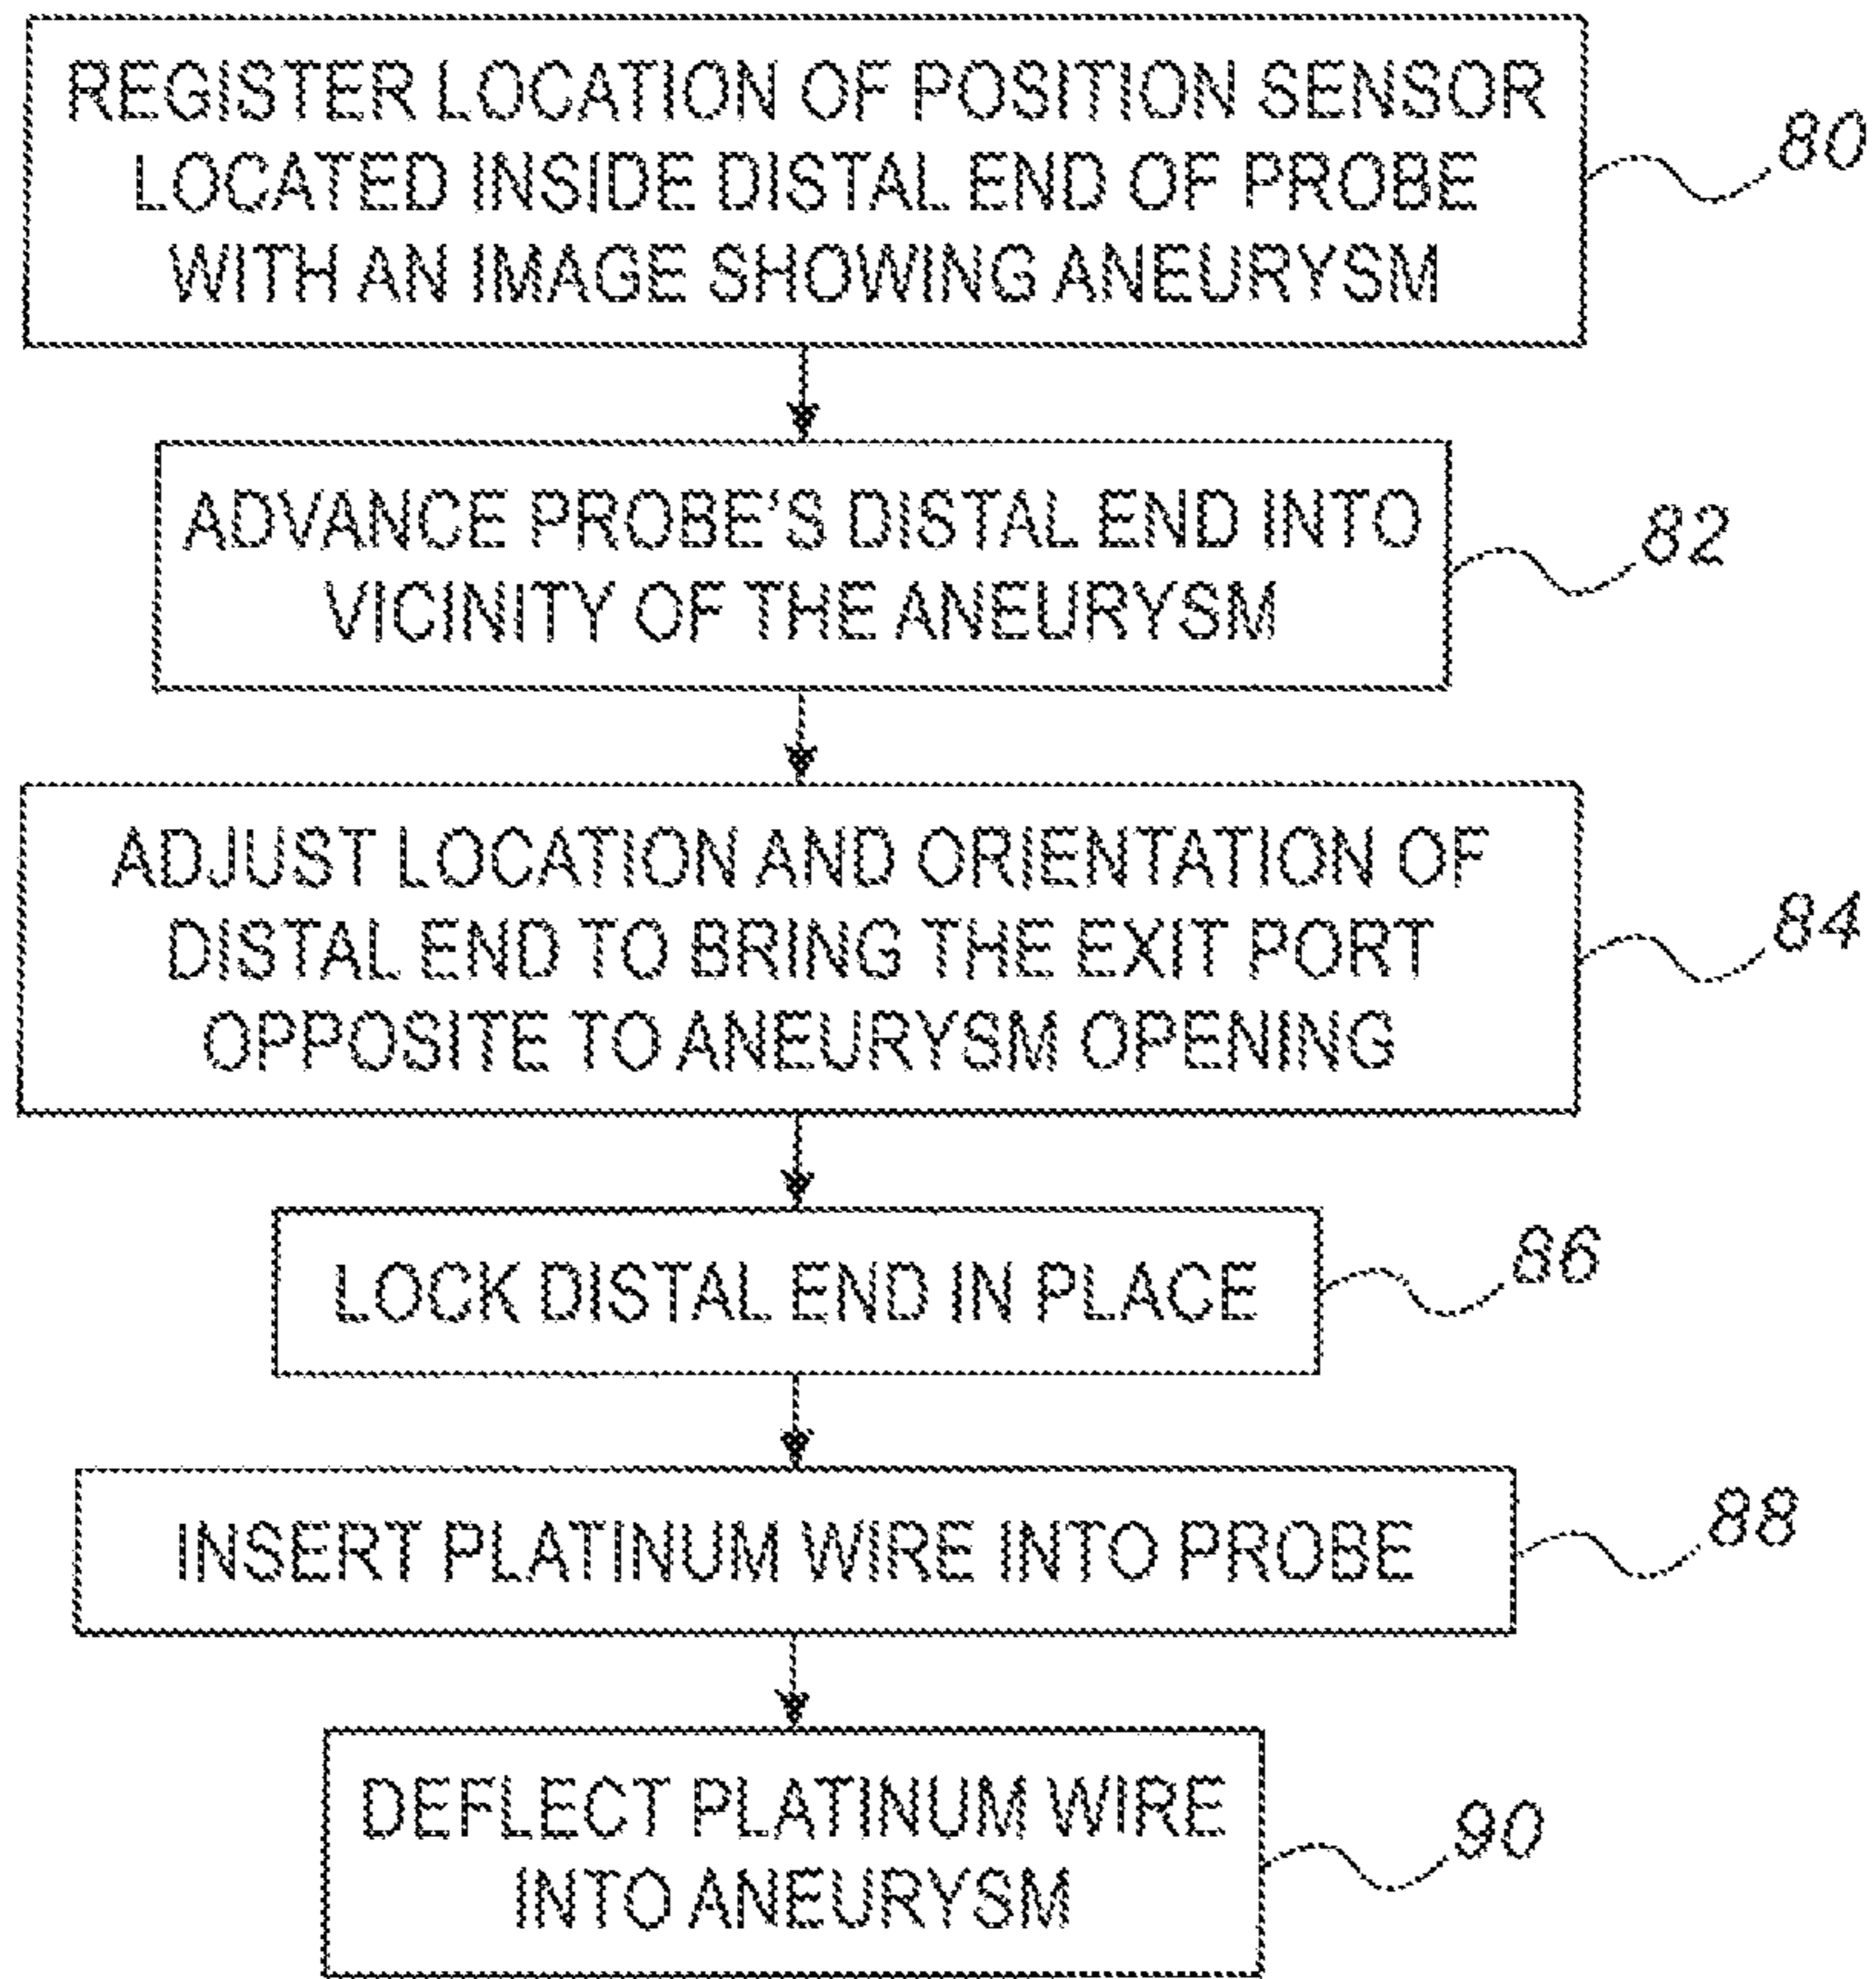 REGISTER LOCATION OF POSITION SENSOR
LOCATED INSIDE DISTAL END OF PROBE
WITH AN IMAGE SHOWING ANEURYSM
80
ADVANCE PROBE'S DISTAL END INTO
VICINITY OF THE ANEURYSM
82
ADJUST LOCATION AND ORIENTATION OF
DISTAL END TO BRING THE EXIT PORT
OPPOSITE TO ANEURYSM OPENING
84
LOCK DISTAL END IN PLACE
86
INSERT PLATINUM WIRE INTO PROBE
88
DEFLECT PLATINUM WIRE
INTO ANEURYSM
90